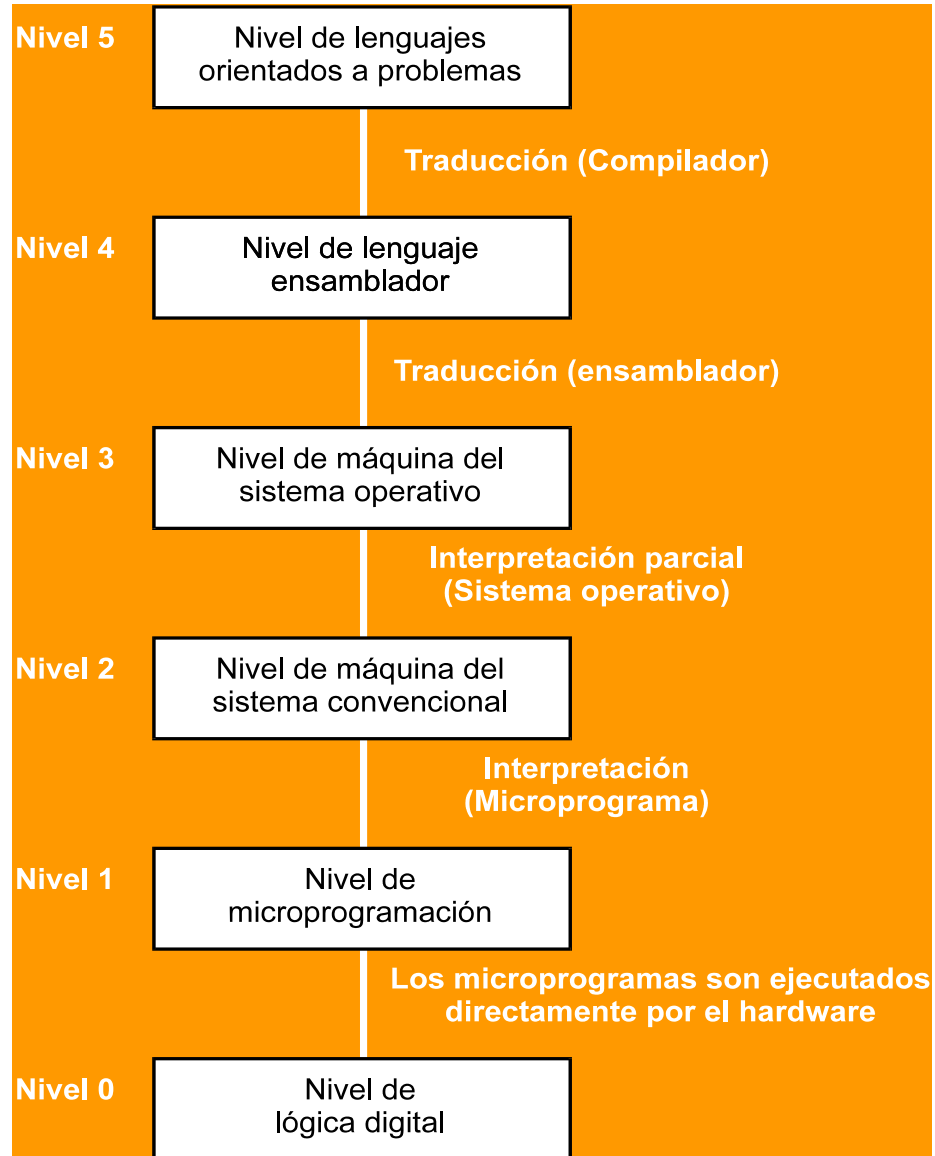 Nivel 5
Nivel de lenguajes
orientados a problemas
Traducción (Compilador)
Nivel 4
Nivel de lenguaje
ensamblador
Traducción (ensamblador)
Nivel 3
Nivel de máquina del
sistema operativo
Interpretación parcial
(Sistema operativo)
Nivel 2
Nivel de máquina del
sistema convencional
Interpretación
(Microprograma)
Nivel 1
Nivel de
microprogramación
Los microprogramas son ejecutados
directamente por el hardware
Nivel 0
Nivel de
lógica digital